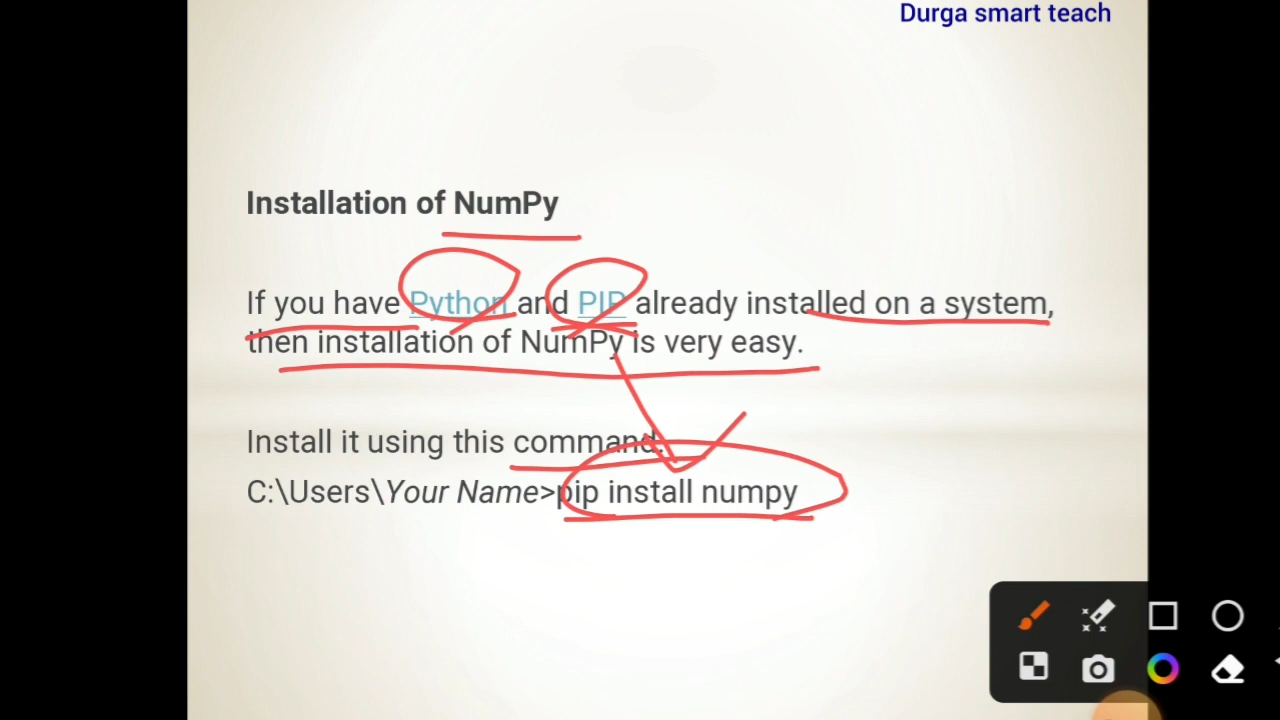 Durga smart teach
Installation of NumPy
If you have Python and PIP already installed on a system,
then installation of NumPy is very easy.
Install it using this command:
C:\Users\Your Name>pip install numpy